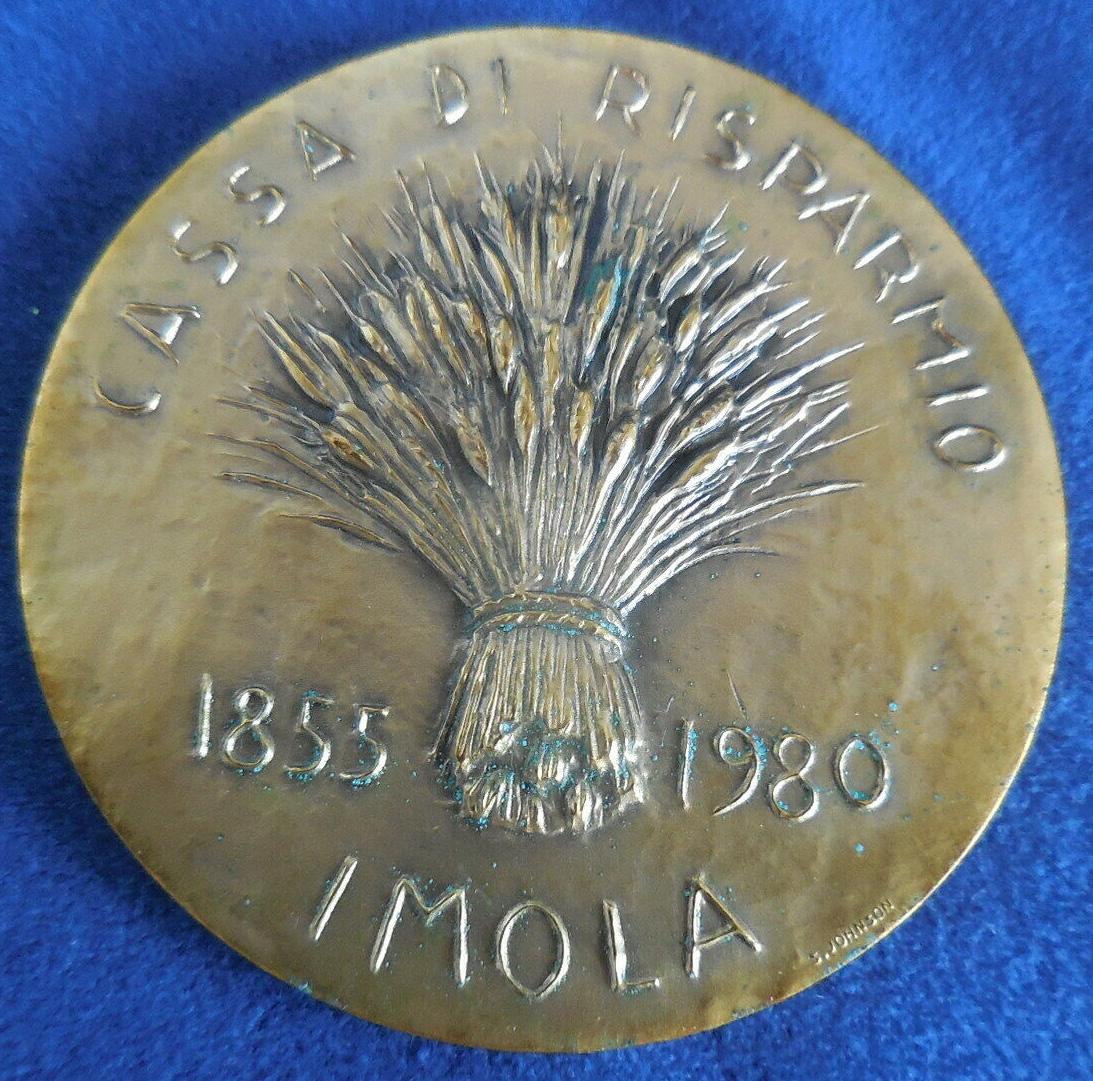 CASSA DI RISPARMIO
1855 1980
IMOLA
S.JOHNSON